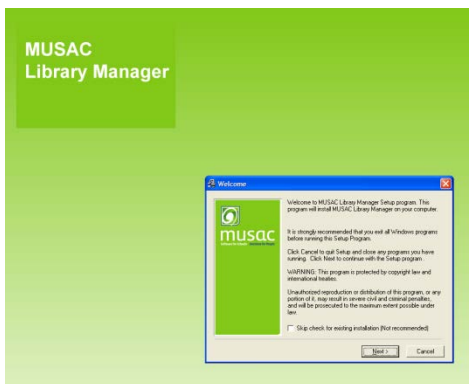 MUSAC
Library Manager
Welcome
musac
Welcome to MUSAC Library Manager Setup program. This
program will install MUSAC Library Manager on your computer.
It is strongly recommended that you exit all Windows programs
before running this Setup Program.
Click Cancel to quit Setup and close any programs you have
running. Click Next to continue with the Setup program.
WARNING: This program is protected by copyright law and
international treaties.
Unauthorized reproduction or distribution of this program, or any
portion of it, may result in severe civil and criminal penalties,
and will be prosecuted to the maximum extent possible under
law.
Skip check for existing installation (Not recommended)
Next >
Cancel